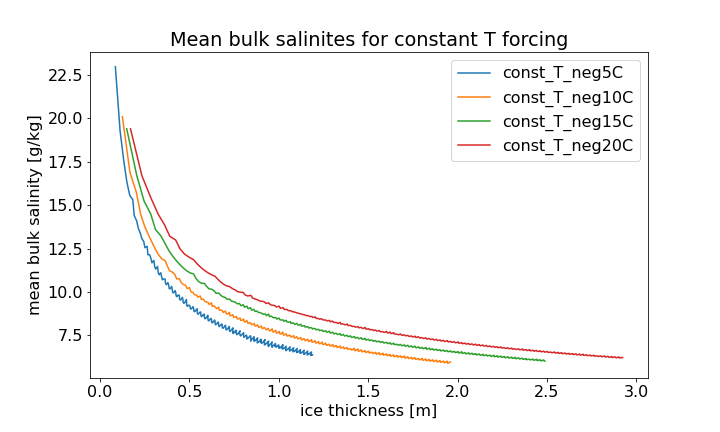 Mean bulk salinites for constant T forcing
const_T_neg5C
const_T_neg10C
const_T_neg15C
const_T_neg20C
mean bulk salinity [g/kg]
22.5
20.0
17.5
15.0
12.5
10.0
7.5
0.0 0.5 1.0 1.5 2.0 2.5 3.0
ice thickness [m]